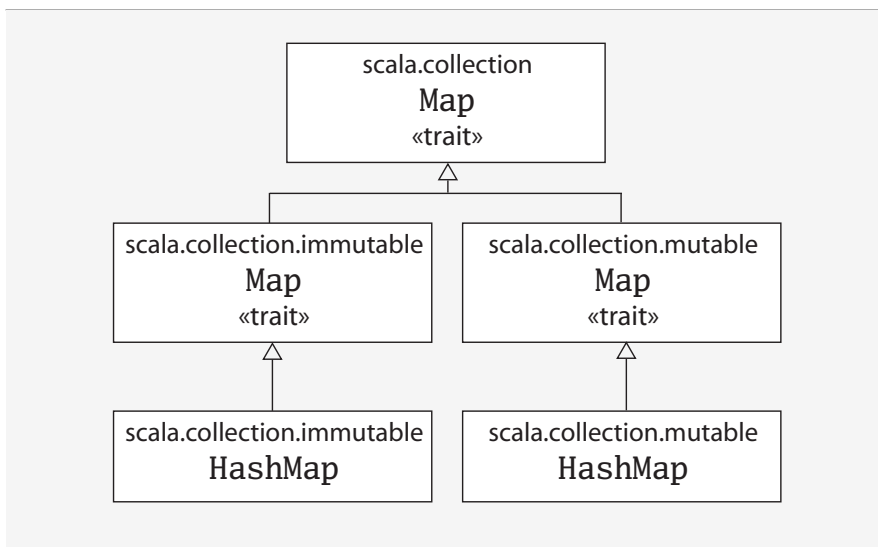 scala.collection
Map
«trait»
scala.collection.immutable
Map
«trait»
scala.collection.mutable
Map
«trait»
scala.collection.immutable
HashMap
scala.collection.mutable
HashMap